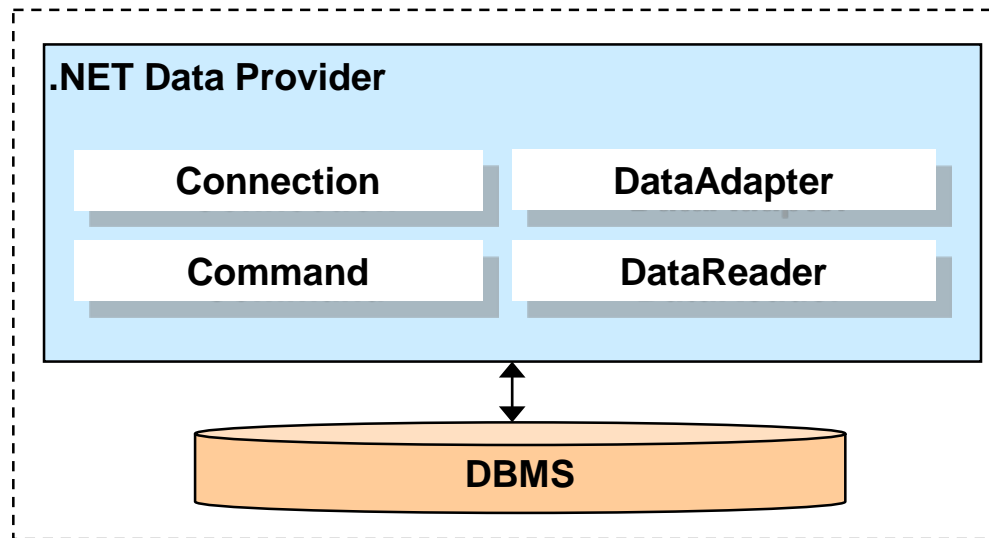 .NET Data Provider
Connection
DataAdapter
Command
DataReader
DBMS